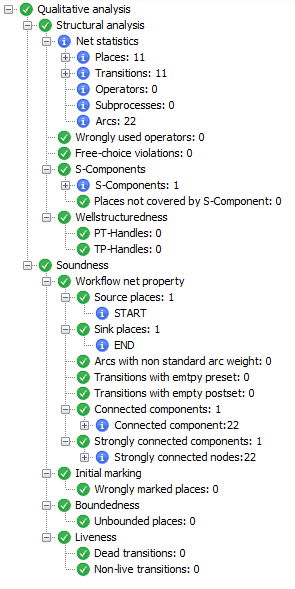 Qualitative analysis
Structural analysis
Net statistics
Places: 11
Transitions: 11
Operators: 0
Subprocesses: 0
Arcs: 22
Wrongly used operators: 0
Free-choice violations: 0
S-Components
S-Components: 1
Places not covered by S-Component: 0
Wellstructuredness
PT-Handles: 0
TP-Handles: 0
Soundness
Workflow net property
Source places: 1
START
Sink places: 1
END
Arcs with non standard arc weight: 0
Transitions with emtpy preset: 0
Transitions with empty postset: 0
Connected components: 1
Connected component:22
Strongly connected components: 1
Strongly connected nodes:22
Initial marking
Wrongly marked places: 0
Boundedness
Unbounded places: 0
Liveness
Dead transitions: 0
Non-live transitions: 0